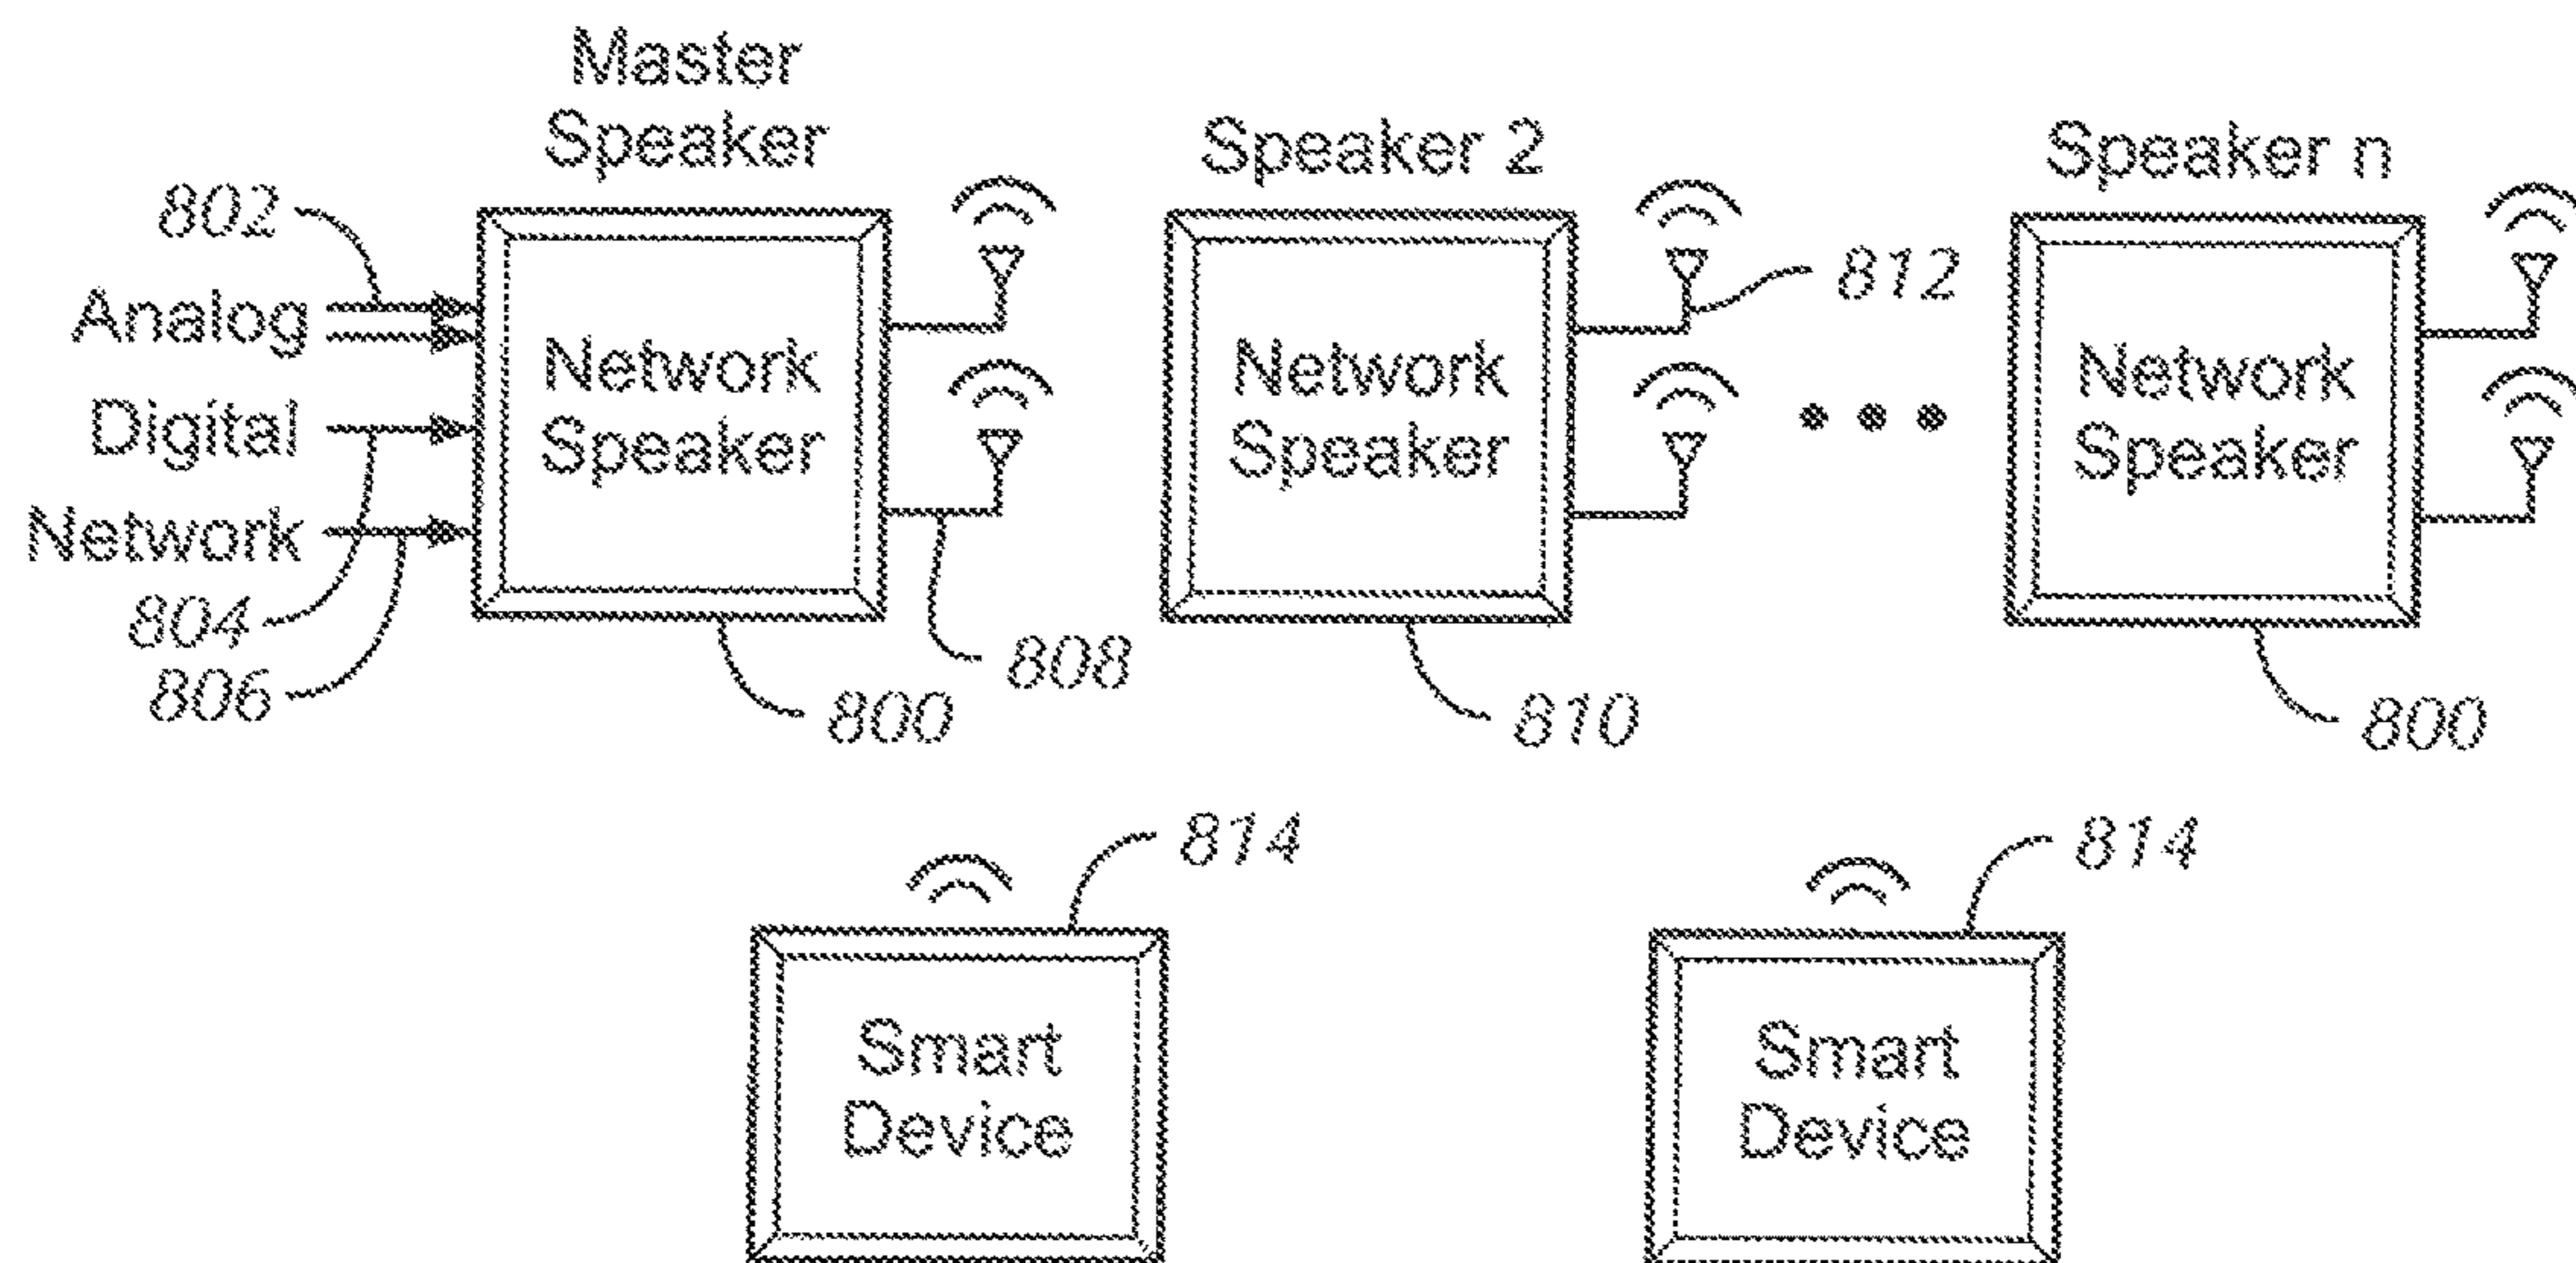 Master
Speaker
Speaker 2
Speaker n
802
Analog
Digital
Network
804
806
Network
Speaker
808
800
Network
Speaker
812
810
Network
Speaker
800
814
Smart
Device
814
Smart
Device